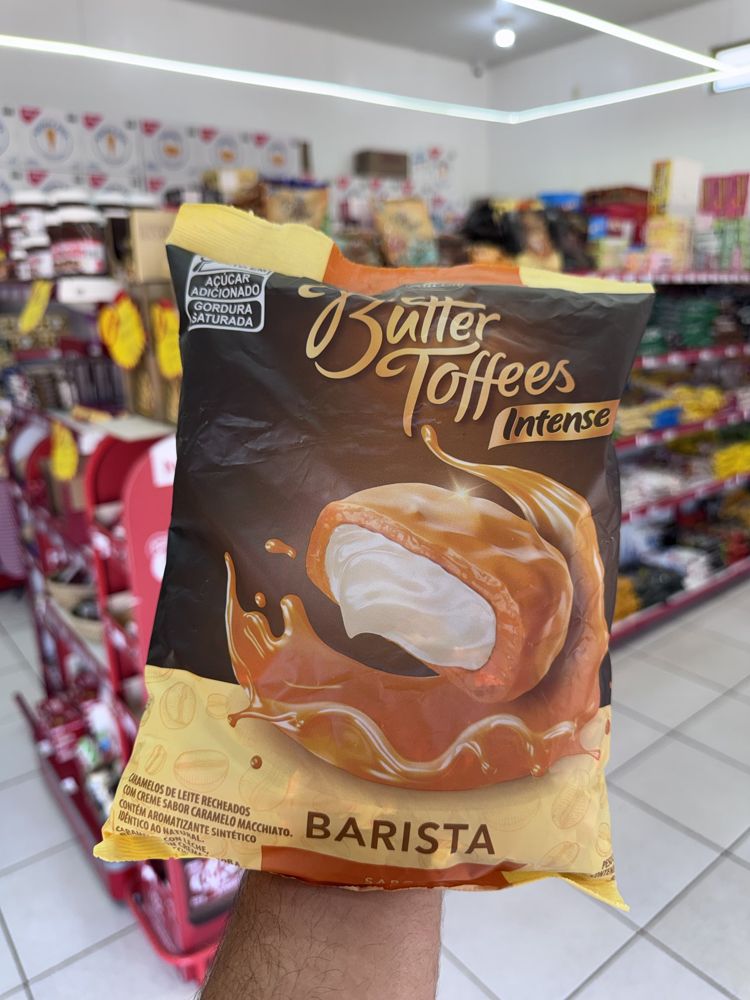 AÇÚCAR
ADICIONADO
GORDURA
SATURADA
Butter
Toffees
Intense
CARAMELOS DE LEITE RECHEADOS
COM CREME SABOR CARAMELO MACCHIATO.
CONTÉM AROMATIZANTE SINTÉTICO
IDÊNTICO AO NATURAL.
BARISTA